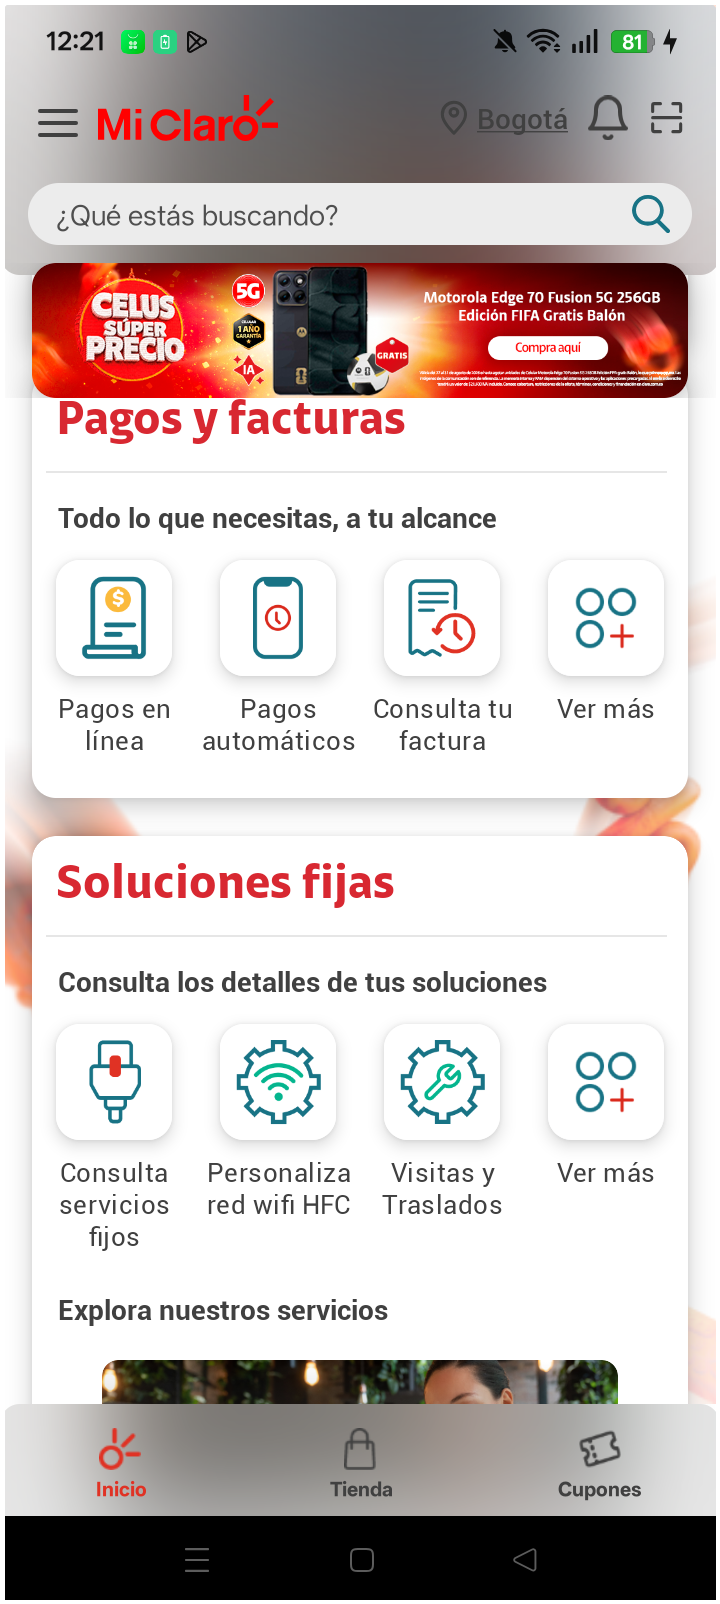 12:21
81
Mi Claro
Bogotá
¿Qué estás buscando?
CELUS
SÚPER
PRECIO
5G
1 AÑO
GARANTÍA
IA
GRATIS
Motorola Edge 70 Fusion 5G 256GB
Edición FIFA Gratis Balón
Compra aquí
Pagos y facturas
Todo lo que necesitas, a tu alcance
Pagos en
línea
Pagos
automáticos
Consulta tu
factura
Ver más
Soluciones fijas
Consulta los detalles de tus soluciones
Consulta
servicios
fijos
Personaliza
red wifi HFC
Visitas y
Traslados
Ver más
Explora nuestros servicios
Inicio
Tienda
Cupones